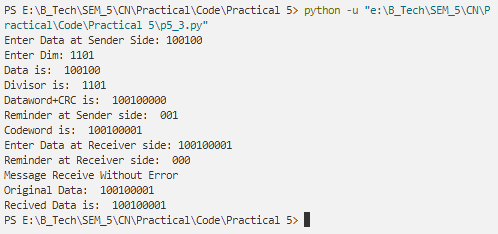 PS E:\B_Tech\SEM_5\CN\Practical\Code\Practical 5> python -u "e:\B_Tech\SEM_5\CN\P
ractical\Code\Practical 5\p5_3.py"
Enter Data at Sender Side: 100100
Enter Dim: 1101
Data is:  100100
Divisor is:  1101
Dataword+CRC is:  100100000
Reminder at Sender side:  001
Codeword is:  100100001
Enter Data at Receiver side: 100100001
Reminder at Receiver side:  000
Message Receive Without Error
Original Data:  100100001
Recived Data is:  100100001
PS E:\B_Tech\SEM_5\CN\Practical\Code\Practical 5>